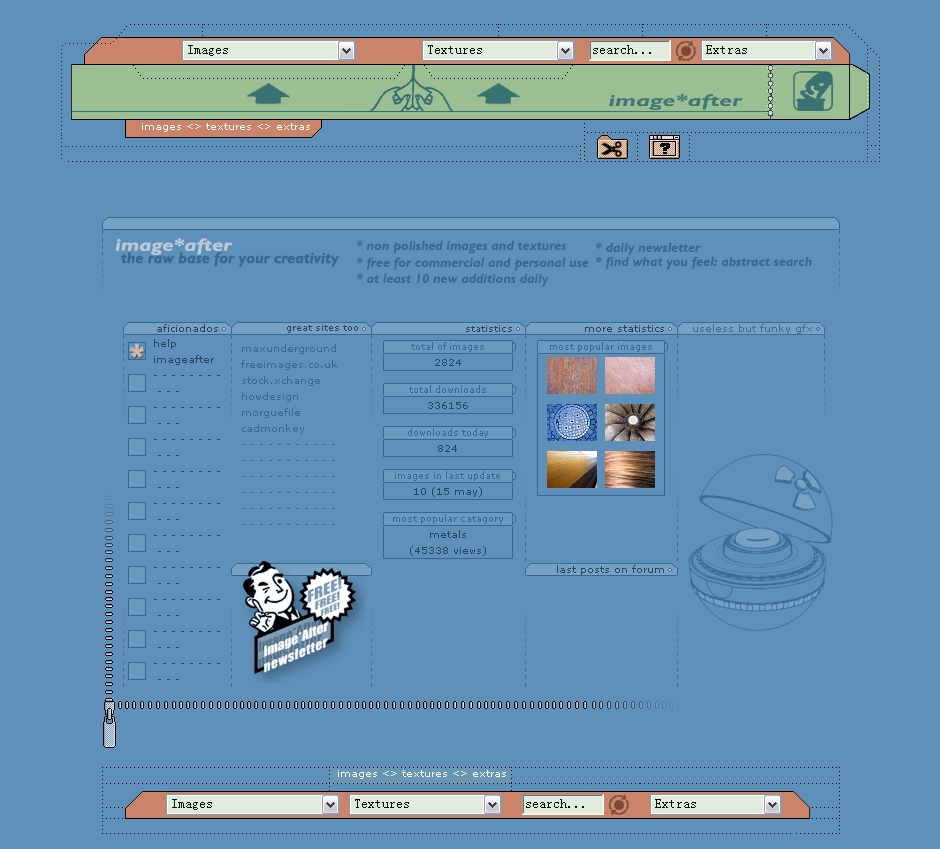 Images Textures search... Extras
image*after
images <> textures <> extras
?
image*after
the raw base for your creativity
* non polished images and textures
* free for commercial and personal use
* at least 10 new additions daily
* daily newsletter
* find what you feel: abstract search
aficionados
help
imageafter
great sites too
maxunderground
freeimages.co.uk
stock.xchange
howdesign
morguefile
cadmonkey
statistics
total of images
2824
total downloads
336156
downloads today
824
images in last update
10 (15 may)
most popular catagory
metals
(45338 views)
more statistics
most popular images
useless but funky gfx
last posts on forum
FREE!
FREE!
FREE!
Image*After
newsletter
images <> textures <> extras
Images Textures search... Extras